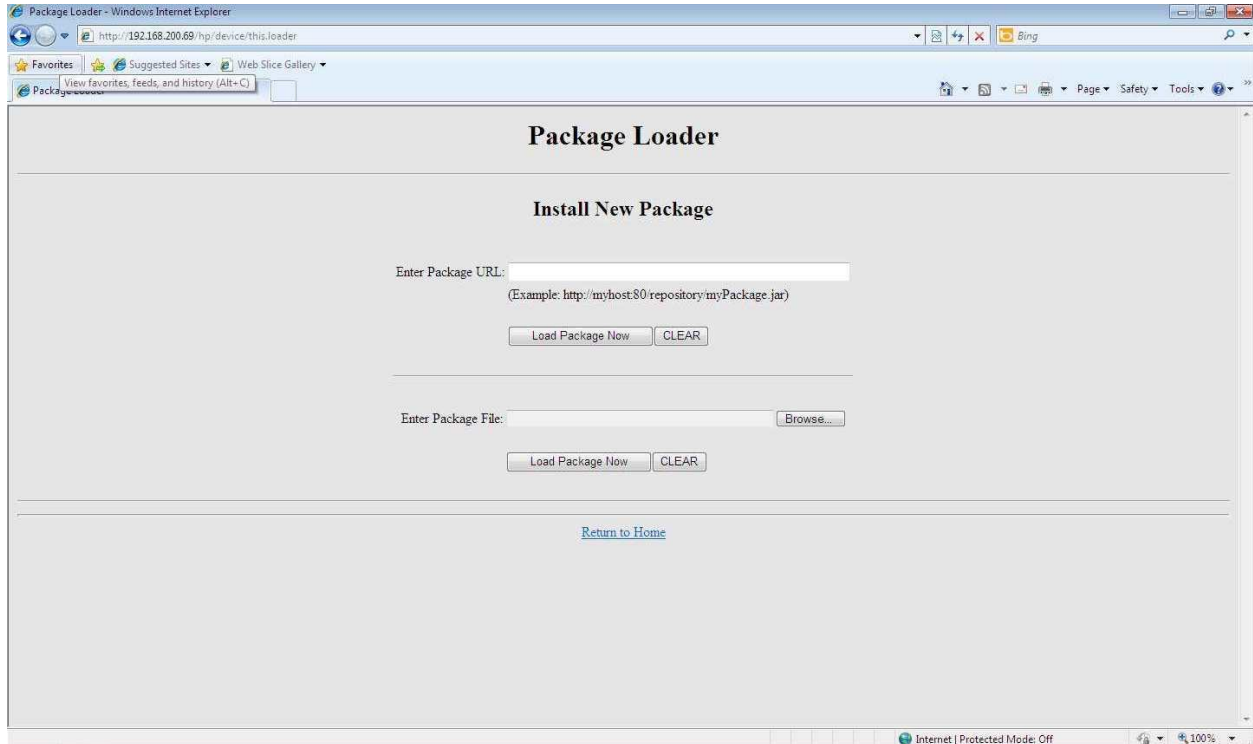 Package Loader - Windows Internet Explorer
http://192.168.200.69/hp/device/this.loader
Bing
Favorites Suggested Sites Web Slice Gallery
View favorites, feeds, and history (Alt+C)
Page Safety Tools
Package Loader
Install New Package
Enter Package URL:
(Example: http://myhost:80/repository/myPackage.jar)
Load Package Now CLEAR
Enter Package File: Browse...
Load Package Now CLEAR
Return to Home
Internet | Protected Mode: Off 100%